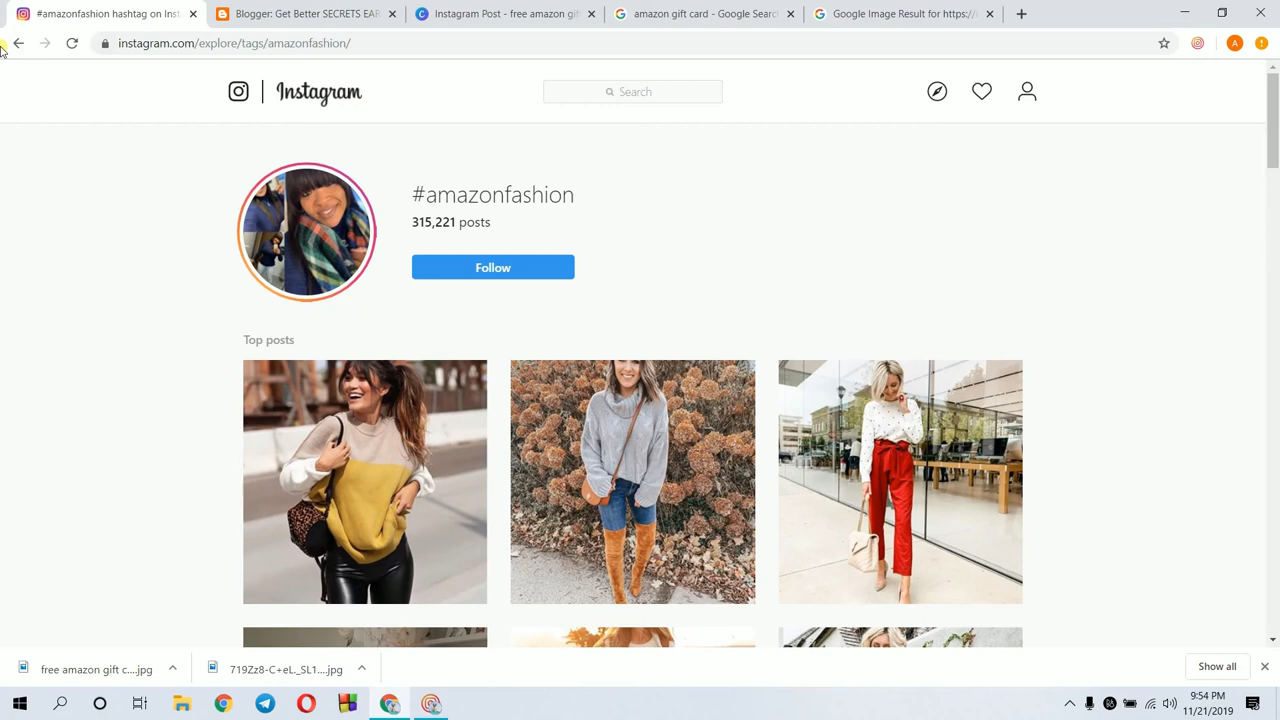 #amazonfashion hashtag on Inst
Blogger: Get Better SECRETS EAR
Instagram Post - free amazon gif
amazon gift card - Google Searc
Google Image Result for https://i
instagram.com/explore/tags/amazonfashion/
A
Instagram
Search
#amazonfashion
315,221 posts
Follow
Top posts
free amazon gift c....jpg
719Zz8-C+eL._SL1....jpg
Show all
9:54 PM
11/21/2019